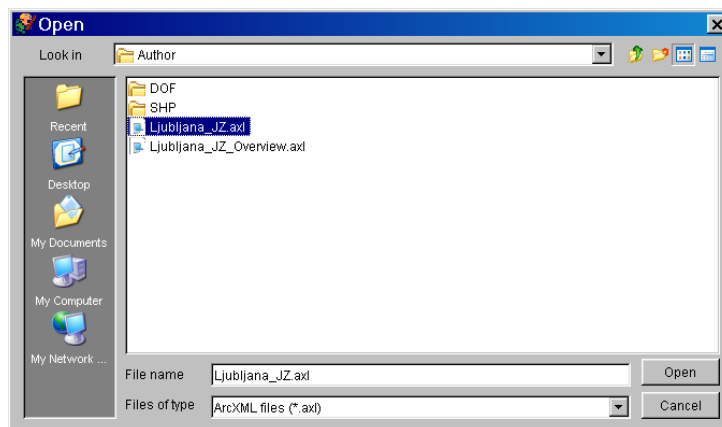 Open
Look in
Author
DOF
SHP
Ljubljana_JZ.axl
Ljubljana_JZ_Overview.axl
Recent
Desktop
My Documents
My Computer
My Network ...
File name
Ljubljana_JZ.axl
Open
Files of type
ArcXML files (*.axl)
Cancel